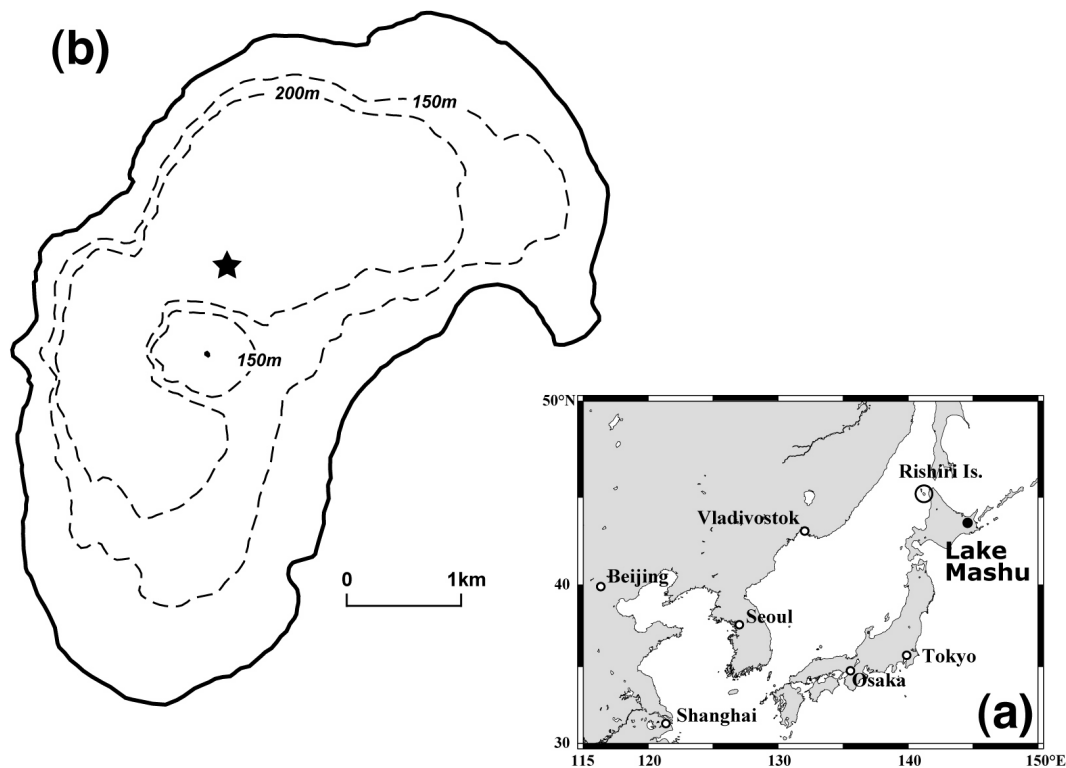 (b)
200m
150m
150m
0
1km
50°N
Rishiri Is.
Vladivostok
Lake
Mashu
Beijing
40
Seoul
Tokyo
Osaka
Shanghai
(a)
30
115
120
130
140
150°E